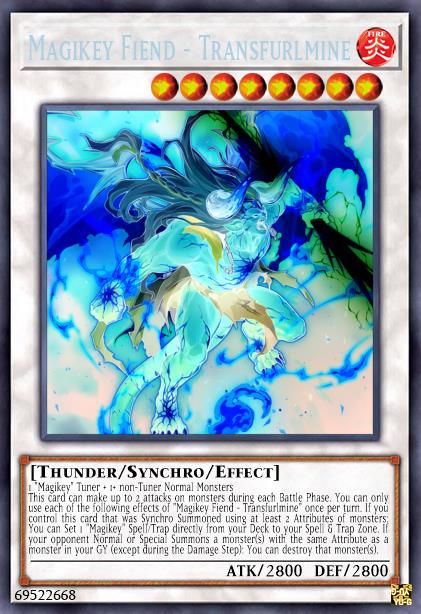 Magikey Fiend - Transfurlmine
FIRE
炎
[Thunder/Synchro/Effect]
1 "Magikey" Tuner + 1+ non-Tuner Normal Monsters
This card can make up to 2 attacks on monsters during each Battle Phase. You can only
use each of the following effects of "Magikey Fiend - Transfurlmine" once per turn. If you
control this card that was Synchro Summoned using at least 2 Attributes of monsters:
You can Set 1 "Magikey" Spell/Trap directly from your Deck to your Spell & Trap Zone. If
your opponent Normal or Special Summons a monster(s) with the same Attribute as a
monster in your GY (except during the Damage Step): You can destroy that monster(s).
ATK/2800 DEF/2800
69522668